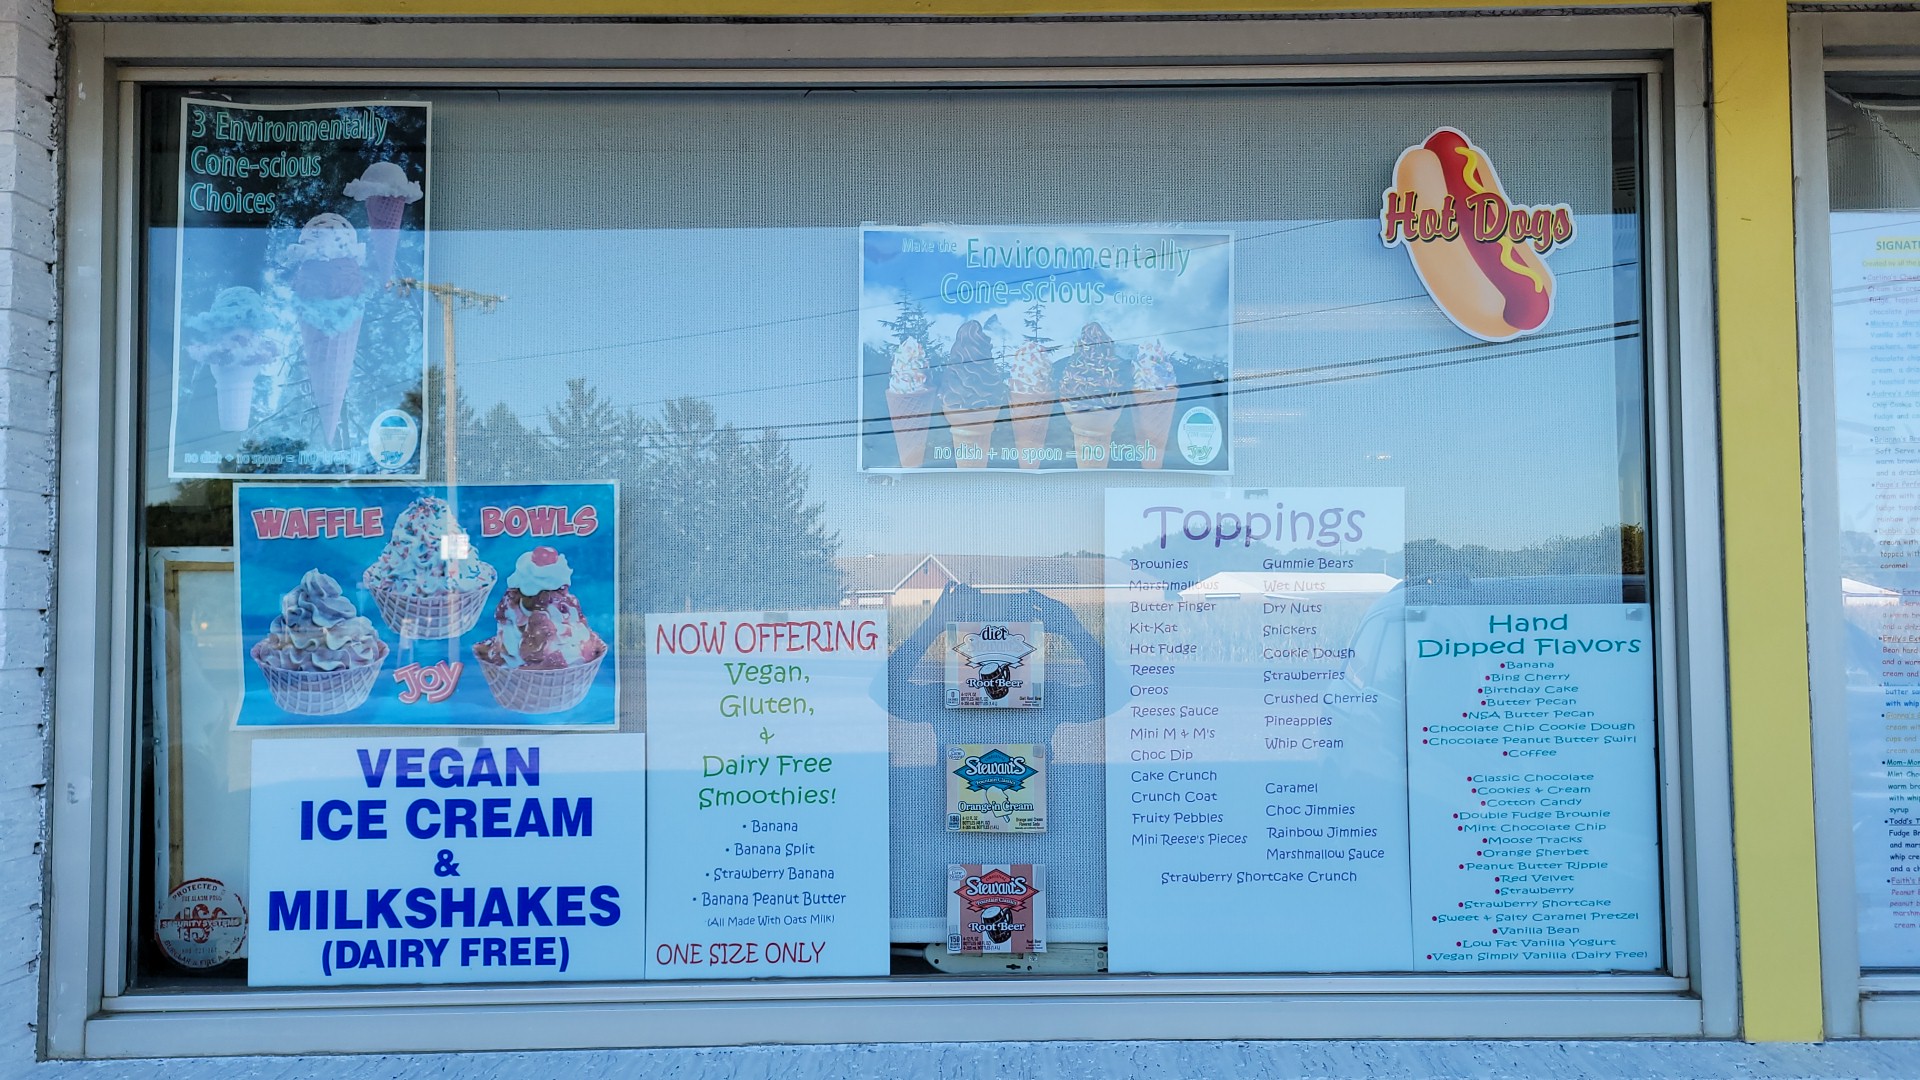 3 Environmentally
Cone-scious
Choices
no dish + no spoon =
JOY
WAFFLE BOWLS
JOY
VEGAN
ICE CREAM
&
MILKSHAKES
(DAIRY FREE)
PROTECTED
SECURITY SYSTEMS
NOW OFFERING
Vegan,
Gluten,
&
Dairy Free
Smoothies!
• Banana
• Banana Split
• Strawberry Banana
• Banana Peanut Butter
(All Made With Oats Milk)
ONE SIZE ONLY
Make the Environmentally
Cone-scious Choice
no dish + no spoon = no trash
JOY
diet
Root Beer
Stewart's
Orange 'n Cream
Stewart's
Root Beer
Hot Dogs
Toppings
Brownies
Marshmallows
Butter Finger
Kit-Kat
Hot Fudge
Reeses
Oreos
Reeses Sauce
Mini M & M's
Choc Dip
Cake Crunch
Crunch Coat
Fruity Pebbles
Mini Reese's Pieces
Gummie Bears
Wet Nuts
Dry Nuts
Snickers
Cookie Dough
Strawberries
Crushed Cherries
Pineapples
Whip Cream
Caramel
Choc Jimmies
Rainbow Jimmies
Marshmallow Sauce
Strawberry Shortcake Crunch
Hand
Dipped Flavors
•Banana
•Bing Cherry
•Birthday Cake
•Butter Pecan
•NSA Butter Pecan
•Chocolate Chip Cookie Dough
•Chocolate Peanut Butter Swirl
•Coffee
•Classic Chocolate
•Cookies & Cream
•Cotton Candy
•Double Fudge Brownie
•Mint Chocolate Chip
•Moose Tracks
•Orange Sherbet
•Peanut Butter Ripple
•Red Velvet
•Strawberry
•Strawberry Shortcake
•Sweet & Salty Caramel Pretzel
•Vanilla Bean
•Low Fat Vanilla Yogurt
•Vegan Simply Vanilla (Dairy Free)